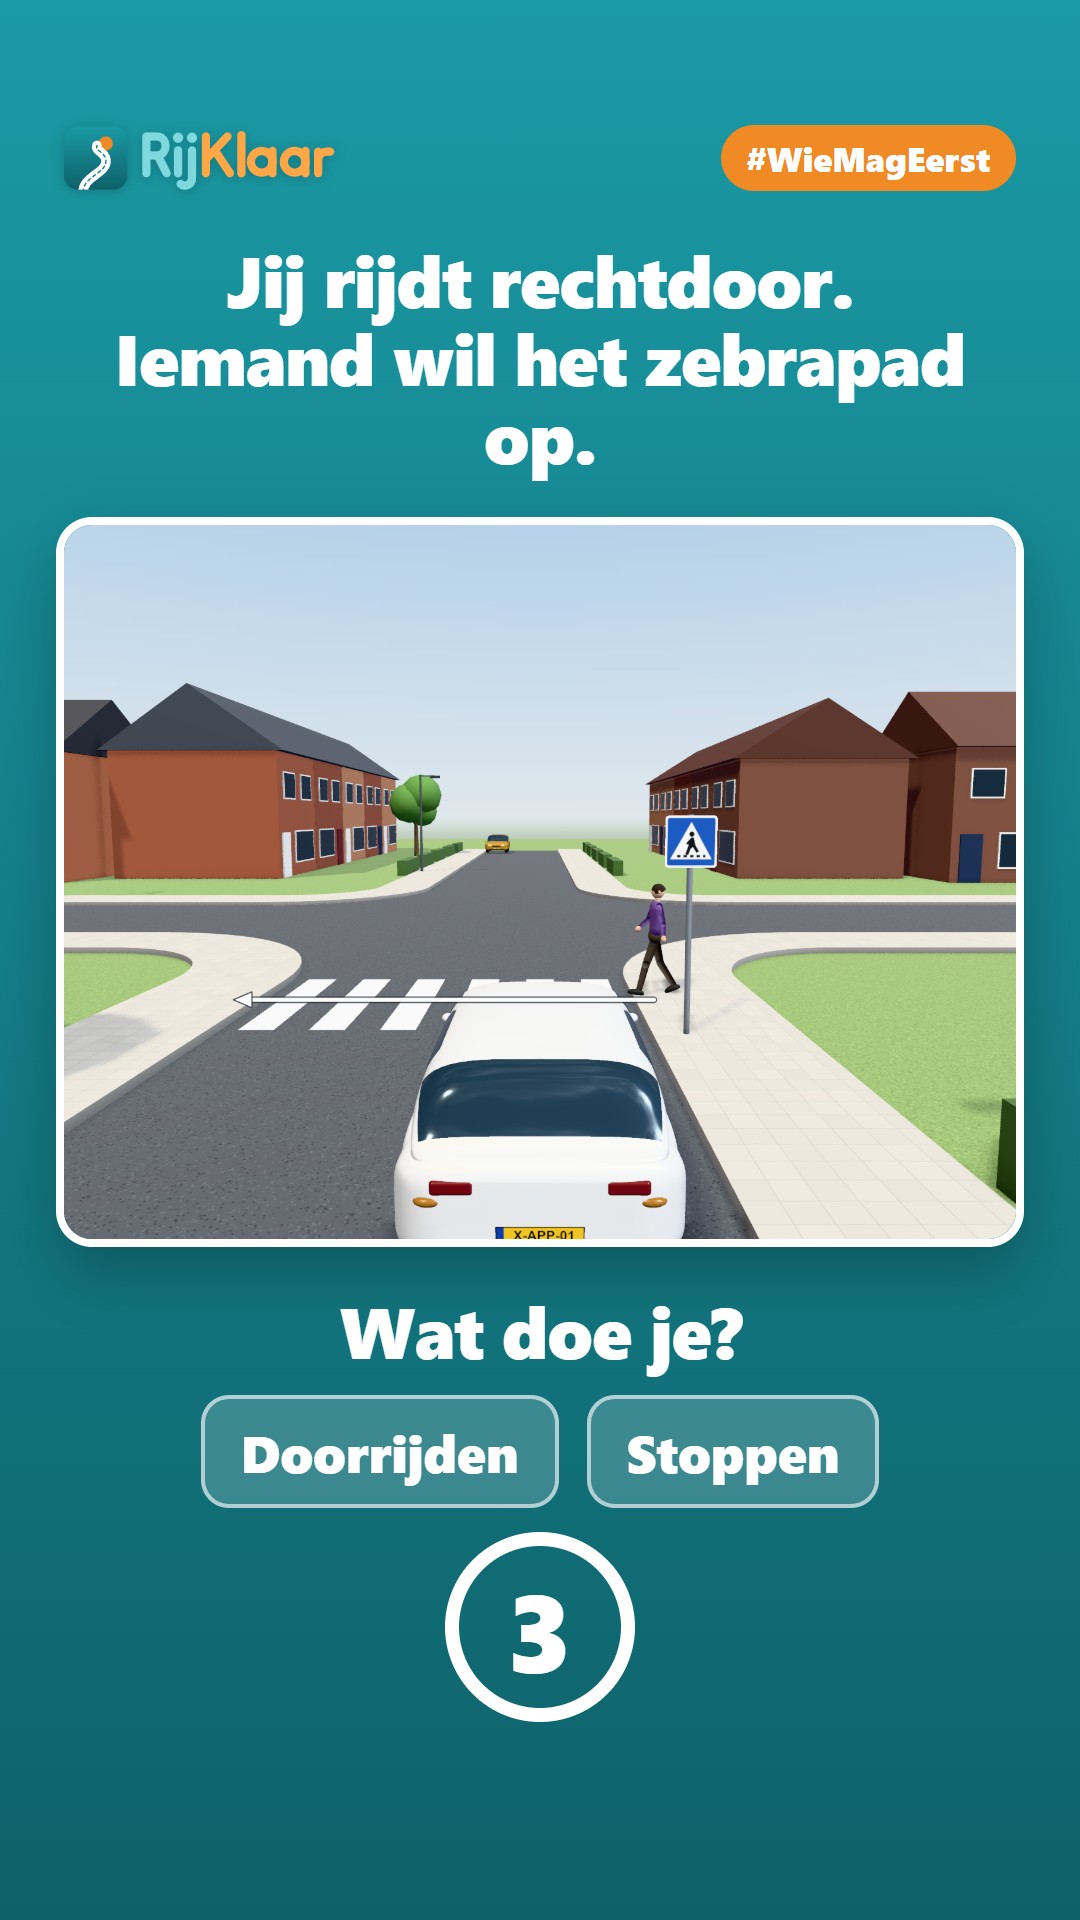 RijKlaar
#WieMagEerst
Jij rijdt rechtdoor.
Iemand wil het zebrapad
op.
X-APP-01
Wat doe je?
Doorrijden
Stoppen
3